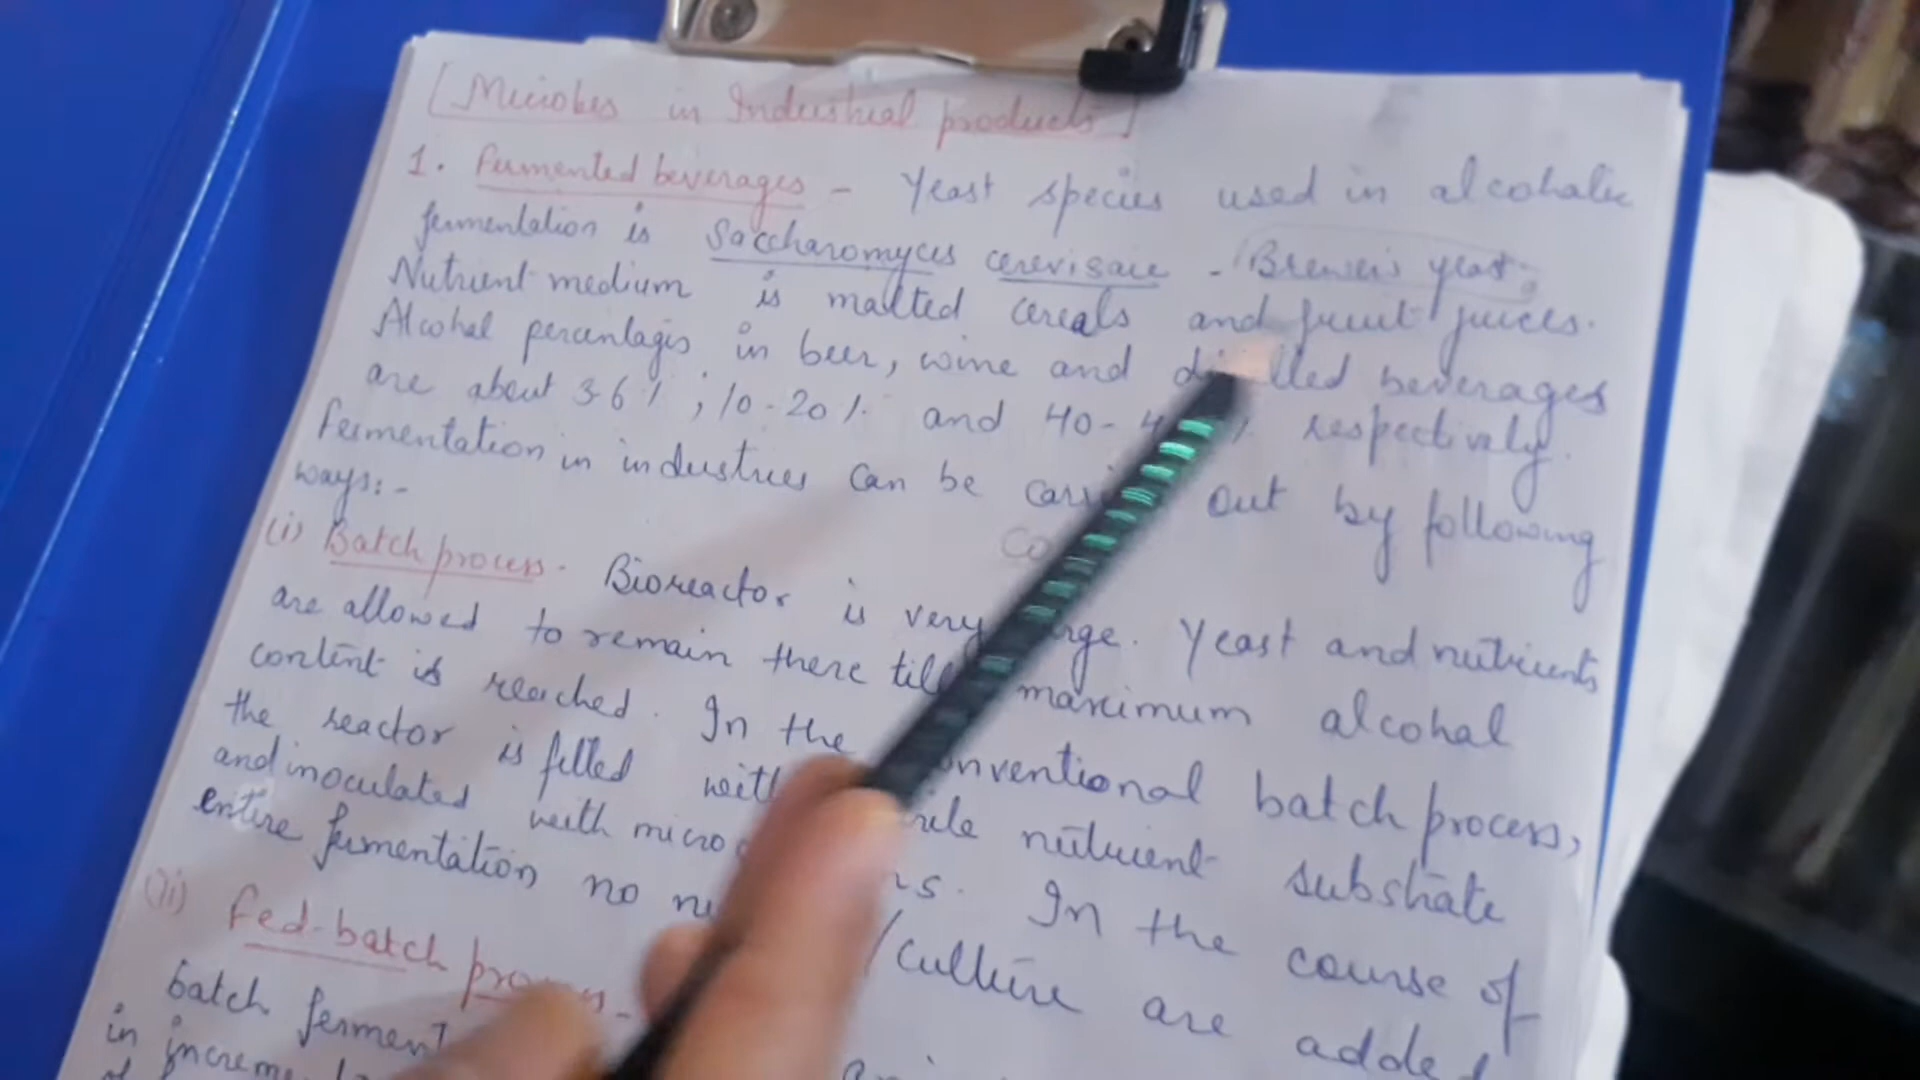 [Microbes in Industrial products]
1. Fermented beverages - Yeast species used in alcoholic
fermentation is Saccharomyces cerevisiae - Brewer's yeast.
Nutrient medium is malted cereals and fruit juices.
Alcohol percentages in beer, wine and beverages
are about 3-6%; 10-20% and 40- respectively.
Fermentation in industries can be out by following
ways:-
(i) Batch process- Bioreactor is very Yeast and nutrients
are allowed to remain there till maximum alcohal
content is reached. In the batch process,
the reactor is filled nutrient substrate
and inoculated with micro In the course of
entire fermentation no /culture are added
(ii) Fed-batch
batch
in